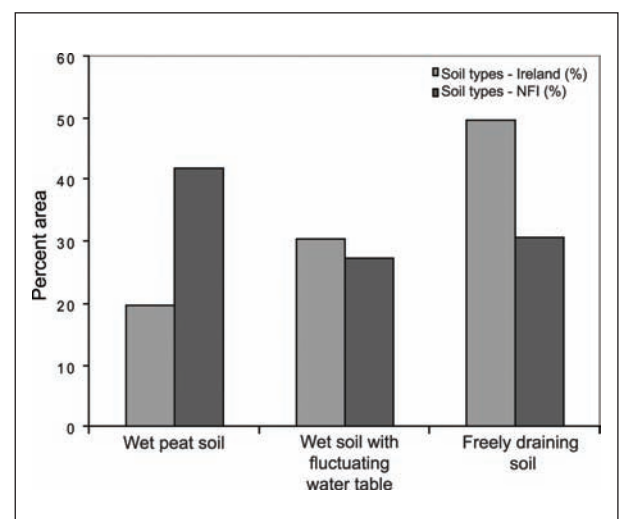 60
50
40
30
20
10
0
Percent area
Soil types - Ireland (%)
Soil types - NFI (%)
Wet peat soil
Wet soil with
fluctuating
water table
Freely draining
soil